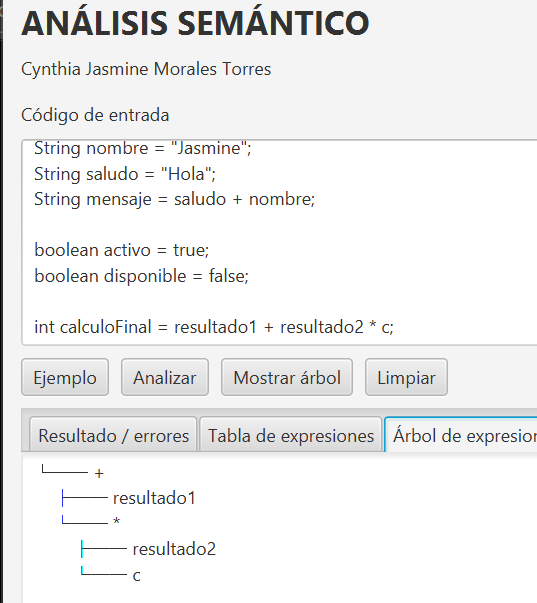 ANÁLISIS SEMÁNTICO
Cynthia Jasmine Morales Torres
Código de entrada
String nombre = "Jasmine";
String saludo = "Hola";
String mensaje = saludo + nombre;
boolean activo = true;
boolean disponible = false;
int calculoFinal = resultado1 + resultado2 * c;
Ejemplo Analizar Mostrar árbol Limpiar
Resultado / errores Tabla de expresiones Árbol de expresion
+
resultado1
*
resultado2
c